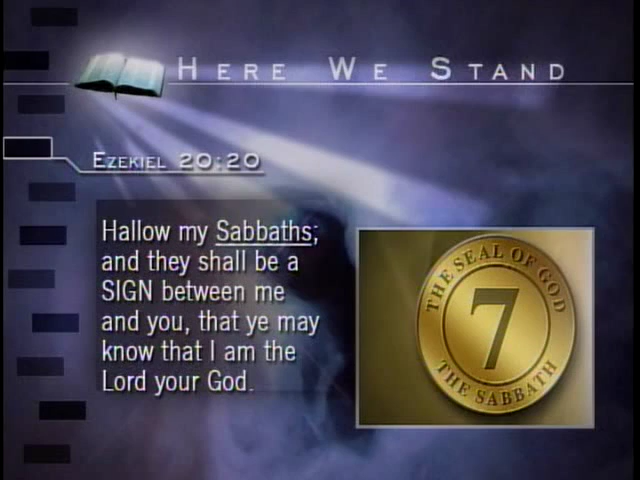 HERE WE STAND
EZEKIEL 20:20
Hallow my Sabbaths;
and they shall be a
SIGN between me
and you, that ye may
know that I am the
Lord your God.
THE SEAL OF GOD
7
THE SABBATH